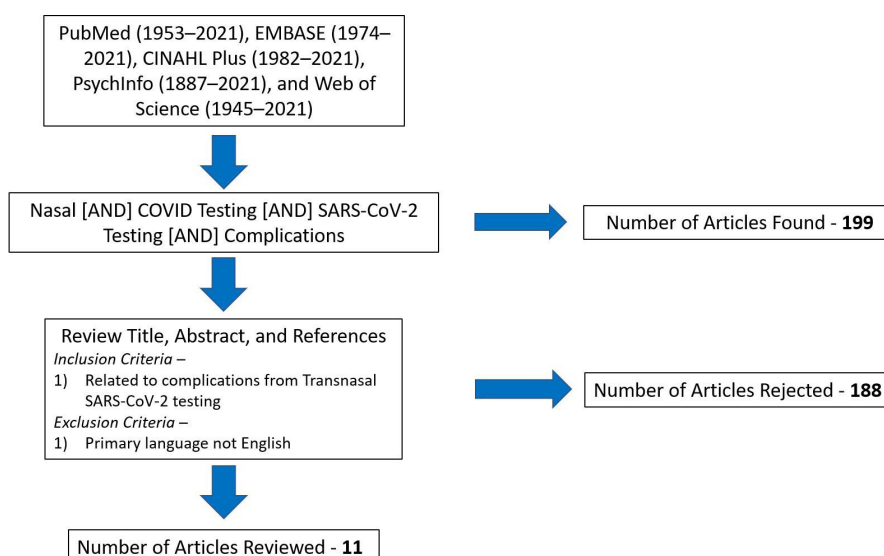 PubMed (1953–2021), EMBASE (1974–
2021), CINAHL Plus (1982–2021),
PsychInfo (1887–2021), and Web of
Science (1945–2021)
Nasal [AND] COVID Testing [AND] SARS-CoV-2
Testing [AND] Complications
Number of Articles Found - 199
Review Title, Abstract, and References
Inclusion Criteria –
1) Related to complications from Transnasal
SARS-CoV-2 testing
Exclusion Criteria –
1) Primary language not English
Number of Articles Rejected - 188
Number of Articles Reviewed - 11